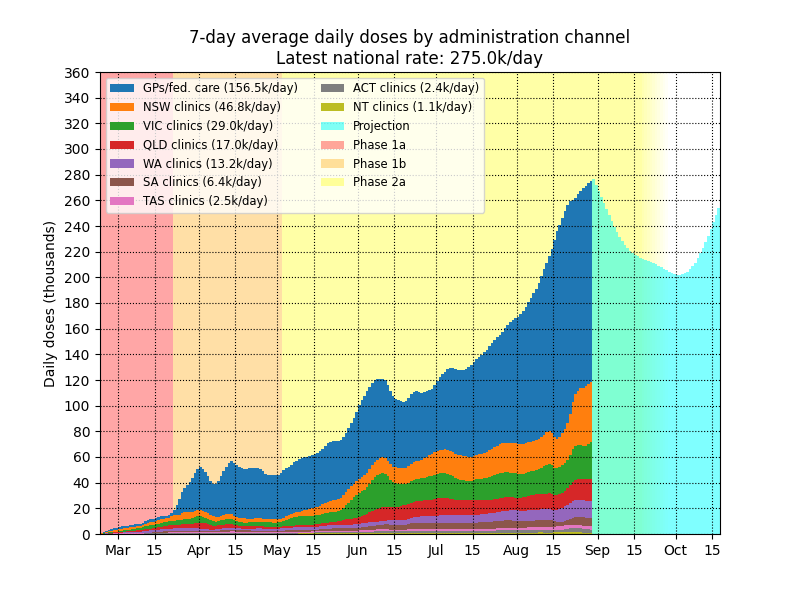 7-day average daily doses by administration channel
Latest national rate: 275.0k/day
GPs/fed. care (156.5k/day)
NSW clinics (46.8k/day)
VIC clinics (29.0k/day)
QLD clinics (17.0k/day)
WA clinics (13.2k/day)
SA clinics (6.4k/day)
TAS clinics (2.5k/day)
ACT clinics (2.4k/day)
NT clinics (1.1k/day)
Projection
Phase 1a
Phase 1b
Phase 2a
Daily doses (thousands)
360
340
320
300
280
260
240
220
200
180
160
140
120
100
80
60
40
20
0
Mar 15 Apr 15 May 15 Jun 15 Jul 15 Aug 15 Sep 15 Oct 15